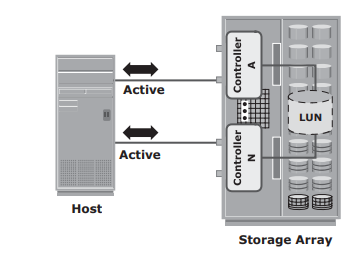 Controller
A
Active
LUN
Active
Controller
N
Host
Storage Array